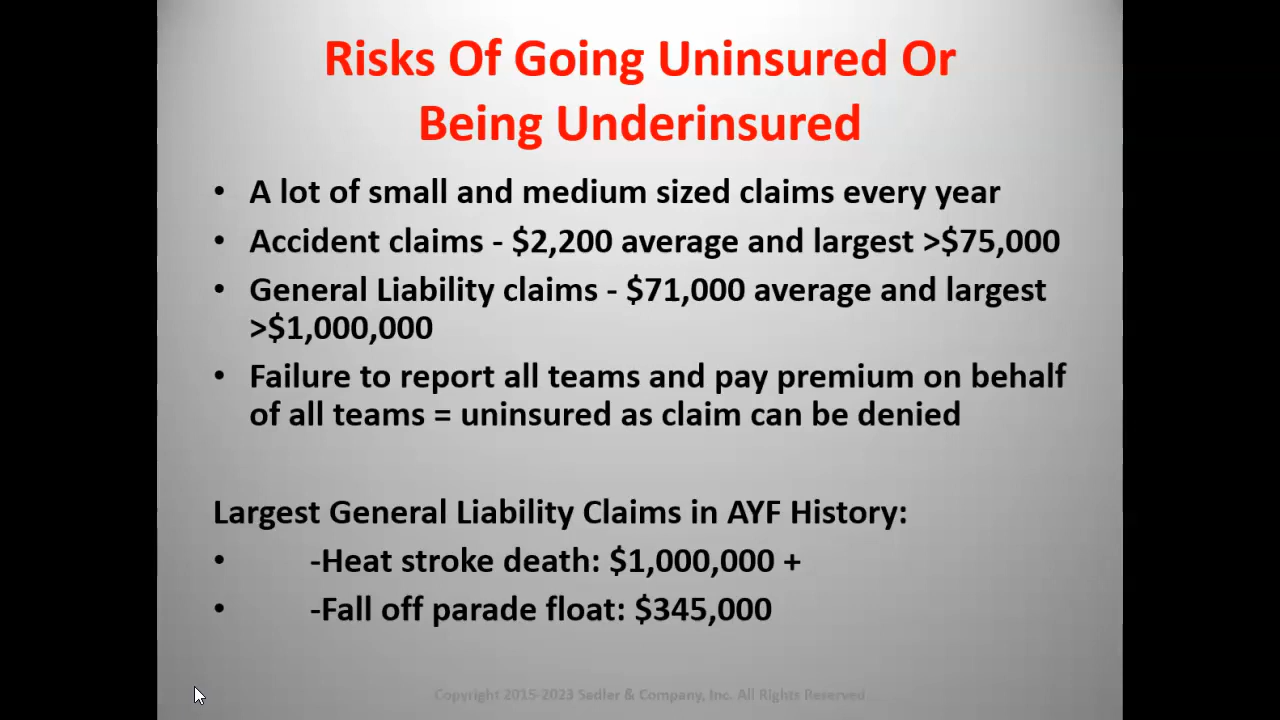 Risks Of Going Uninsured Or
Being Underinsured
• A lot of small and medium sized claims every year
• Accident claims - $2,200 average and largest >$75,000
• General Liability claims - $71,000 average and largest
>$1,000,000
• Failure to report all teams and pay premium on behalf
of all teams = uninsured as claim can be denied
Largest General Liability Claims in AYF History:
• -Heat stroke death: $1,000,000 +
• -Fall off parade float: $345,000
Copyright 2015-2023 Sadler & Company, Inc. All Rights Reserved